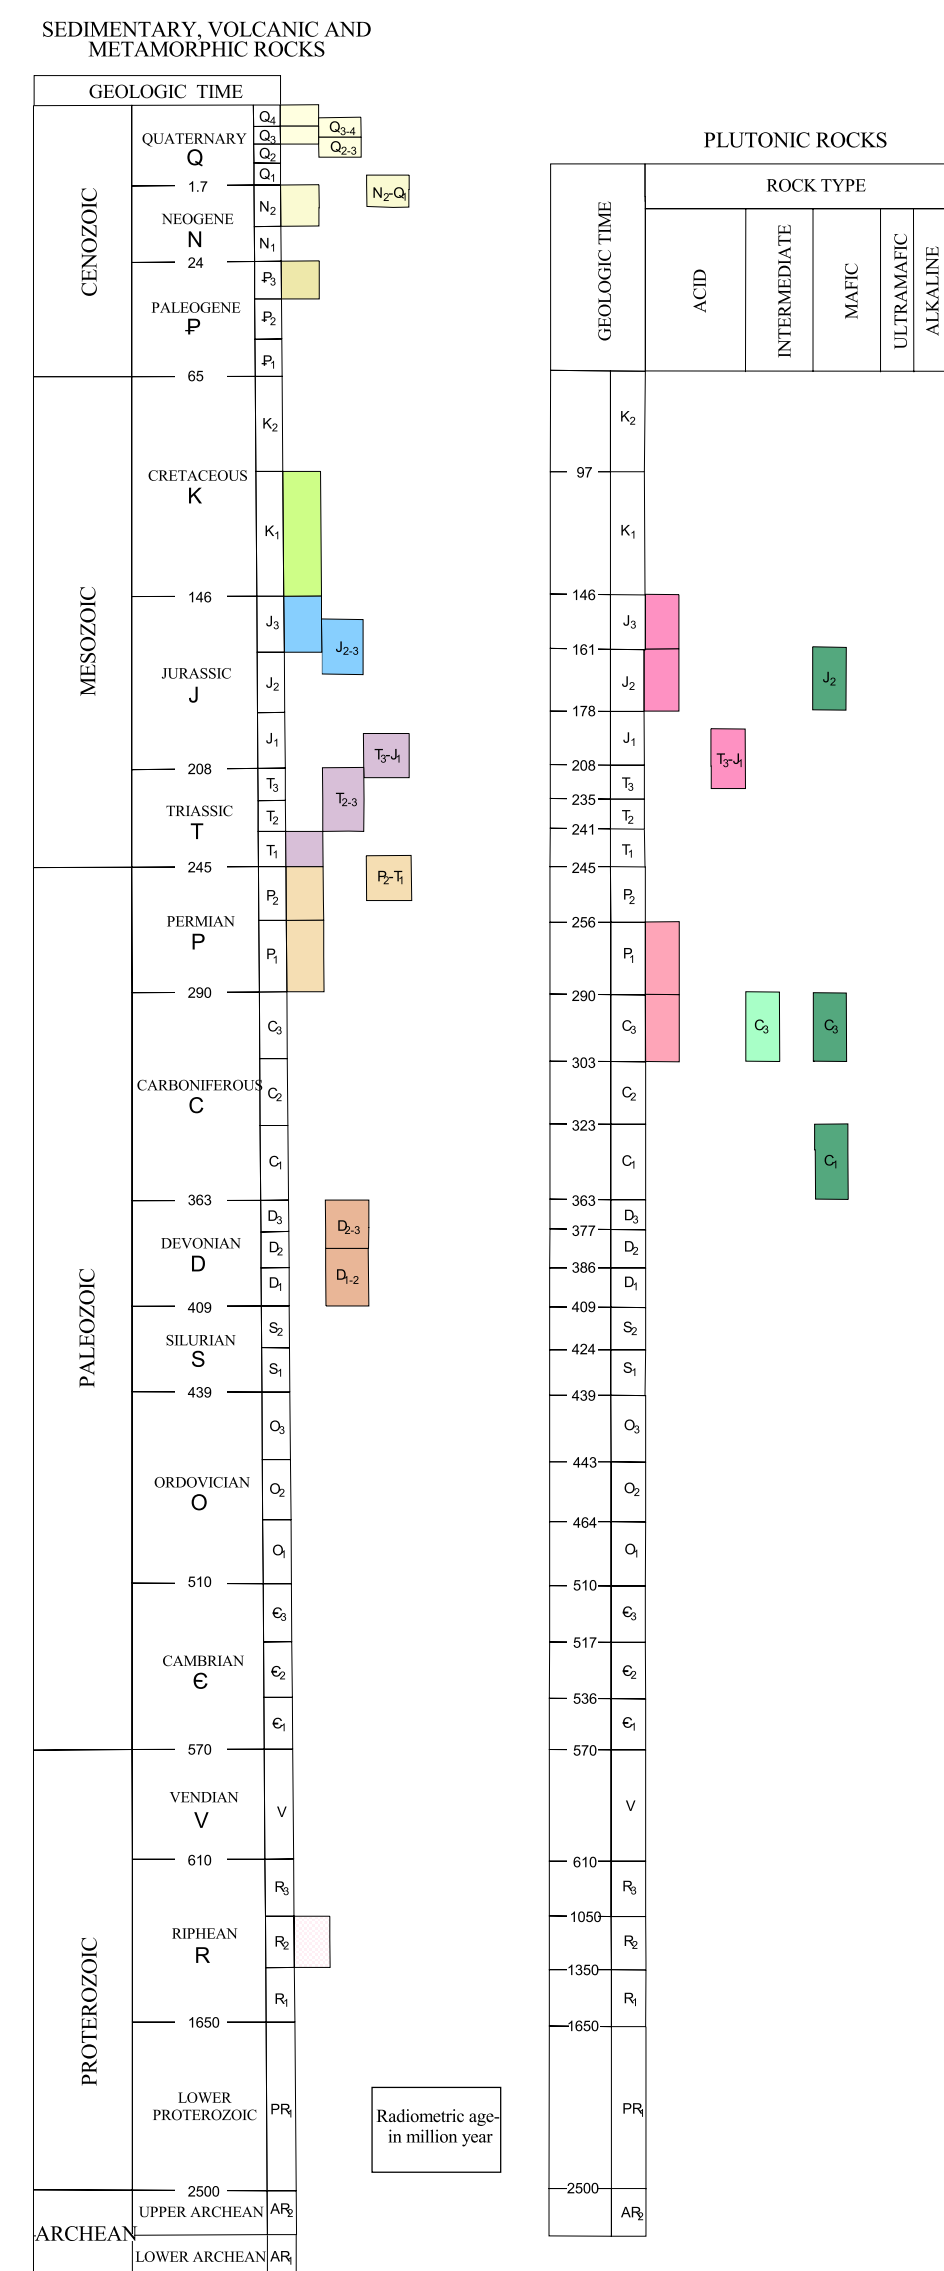 SEDIMENTARY, VOLCANIC AND
METAMORPHIC ROCKS
GEOLOGIC TIME
CENOZOIC
QUATERNARY
Q
Q4
Q3
Q2
Q1
Q3-4
Q2-3
1.7
N2-Q1
NEOGENE
N
N2
N1
24
PALEOGENE
₽
₽3
₽2
₽1
65
MESOZOIC
CRETACEOUS
K
K2
K1
146
JURASSIC
J
J3
J2
J1
J2-3
T3-J1
208
TRIASSIC
T
T3
T2
T1
T2-3
245
P2-T1
PALEOZOIC
PERMIAN
P
P2
P1
290
CARBONIFEROUS
C
C3
C2
C1
363
DEVONIAN
D
D3
D2
D1
D2-3
D1-2
409
SILURIAN
S
S2
S1
439
ORDOVICIAN
O
O3
O2
O1
510
CAMBRIAN
Є
Є3
Є2
Є1
570
PROTEROZOIC
VENDIAN
V
V
610
RIPHEAN
R
R3
R2
R1
1650
LOWER
PROTEROZOIC
PR1
2500
ARCHEAN
UPPER ARCHEAN
AR2
LOWER ARCHEAN
AR1
Radiometric age-
in million year
PLUTONIC ROCKS
GEOLOGIC TIME
ROCK TYPE
ACID
INTERMEDIATE
MAFIC
ULTRAMAFIC
ALKALINE
K2
97
K1
146
J3
161
J2
J2
178
J1
T3-J1
208
T3
235
T2
241
T1
245
P2
256
P1
290
C3
C3
C3
303
C2
323
C1
C1
363
D3
377
D2
386
D1
409
S2
424
S1
439
O3
443
O2
464
O1
510
Є3
517
Є2
536
Є1
570
V
610
R3
1050
R2
1350
R1
1650
PR1
2500
AR2